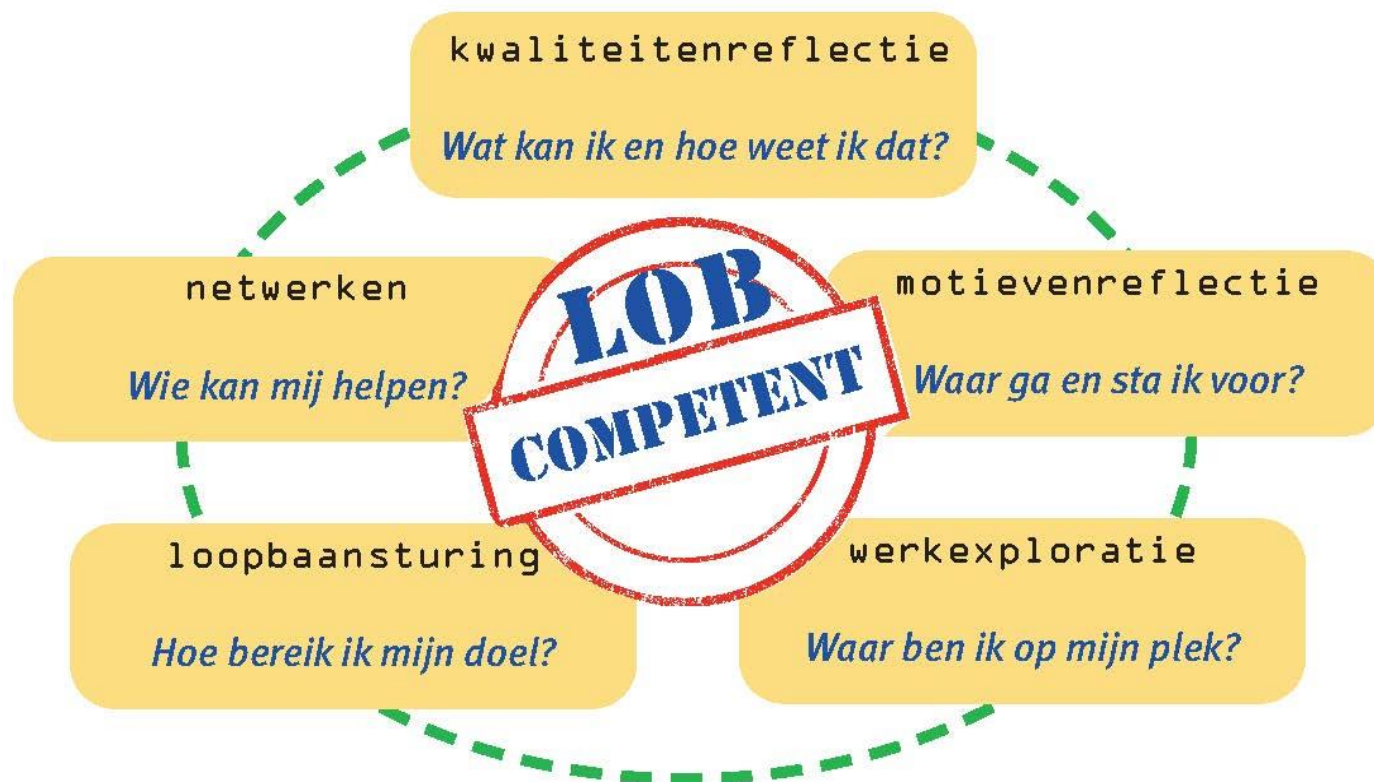 kwaliteitenreflectie
Wat kan ik en hoe weet ik dat?
netwerken
Wie kan mij helpen?
LOB
COMPETENT
motievenreflectie
Waar ga en sta ik voor?
loopbaansturing
Hoe bereik ik mijn doel?
werkexploratie
Waar ben ik op mijn plek?